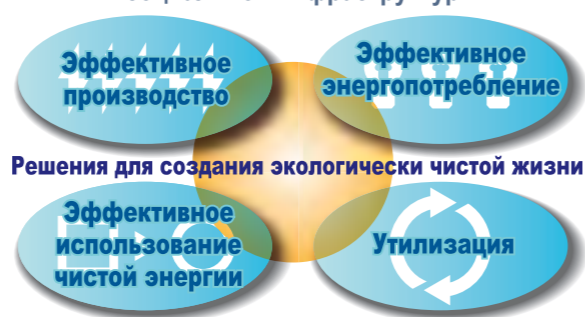 Эффективное
производство
Эффективное
энергопотребление
Решения для создания экологически чистой жизни
Эффективное
использование
чистой энергии
Утилизация